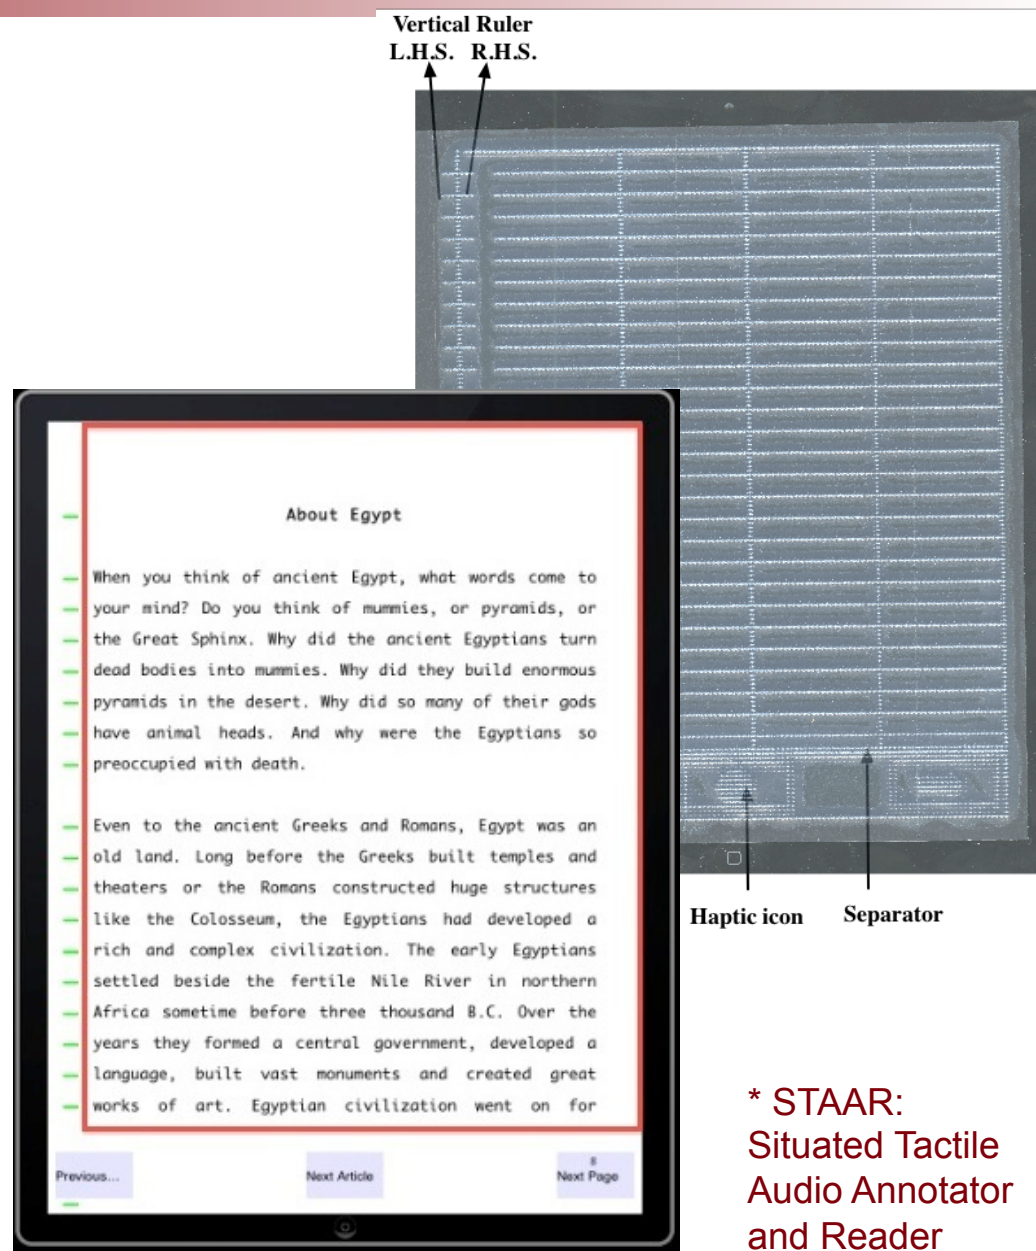 Vertical Ruler
L.H.S. R.H.S.
About Egypt
When you think of ancient Egypt, what words come to
your mind? Do you think of mummies, or pyramids, or
the Great Sphinx. Why did the ancient Egyptians turn
dead bodies into mummies. Why did they build enormous
pyramids in the desert. Why did so many of their gods
have animal heads. And why were the Egyptians so
preoccupied with death.
Even to the ancient Greeks and Romans, Egypt was an
old land. Long before the Greeks built temples and
theaters or the Romans constructed huge structures
like the Colosseum, the Egyptians had developed a
rich and complex civilization. The early Egyptians
settled beside the fertile Nile River in northern
Africa sometime before three thousand B.C. Over the
years they formed a central government, developed a
language, built vast monuments and created great
works of art. Egyptian civilization went on for
Previous...
Next Article
Next Page
Haptic icon
Separator
* STAAR:
Situated Tactile
Audio Annotator
and Reader